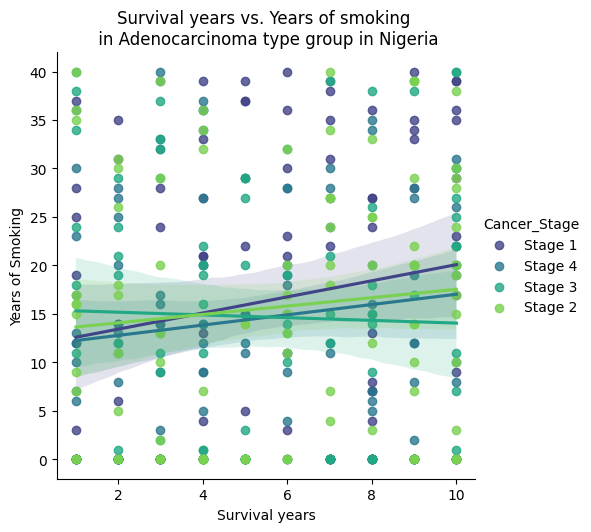 Survival years vs. Years of smoking
in Adenocarcinoma type group in Nigeria
40
35
30
25
20
15
10
5
0
Years of Smoking
2
4
6
8
10
Survival years
Cancer_Stage
Stage 1
Stage 4
Stage 3
Stage 2